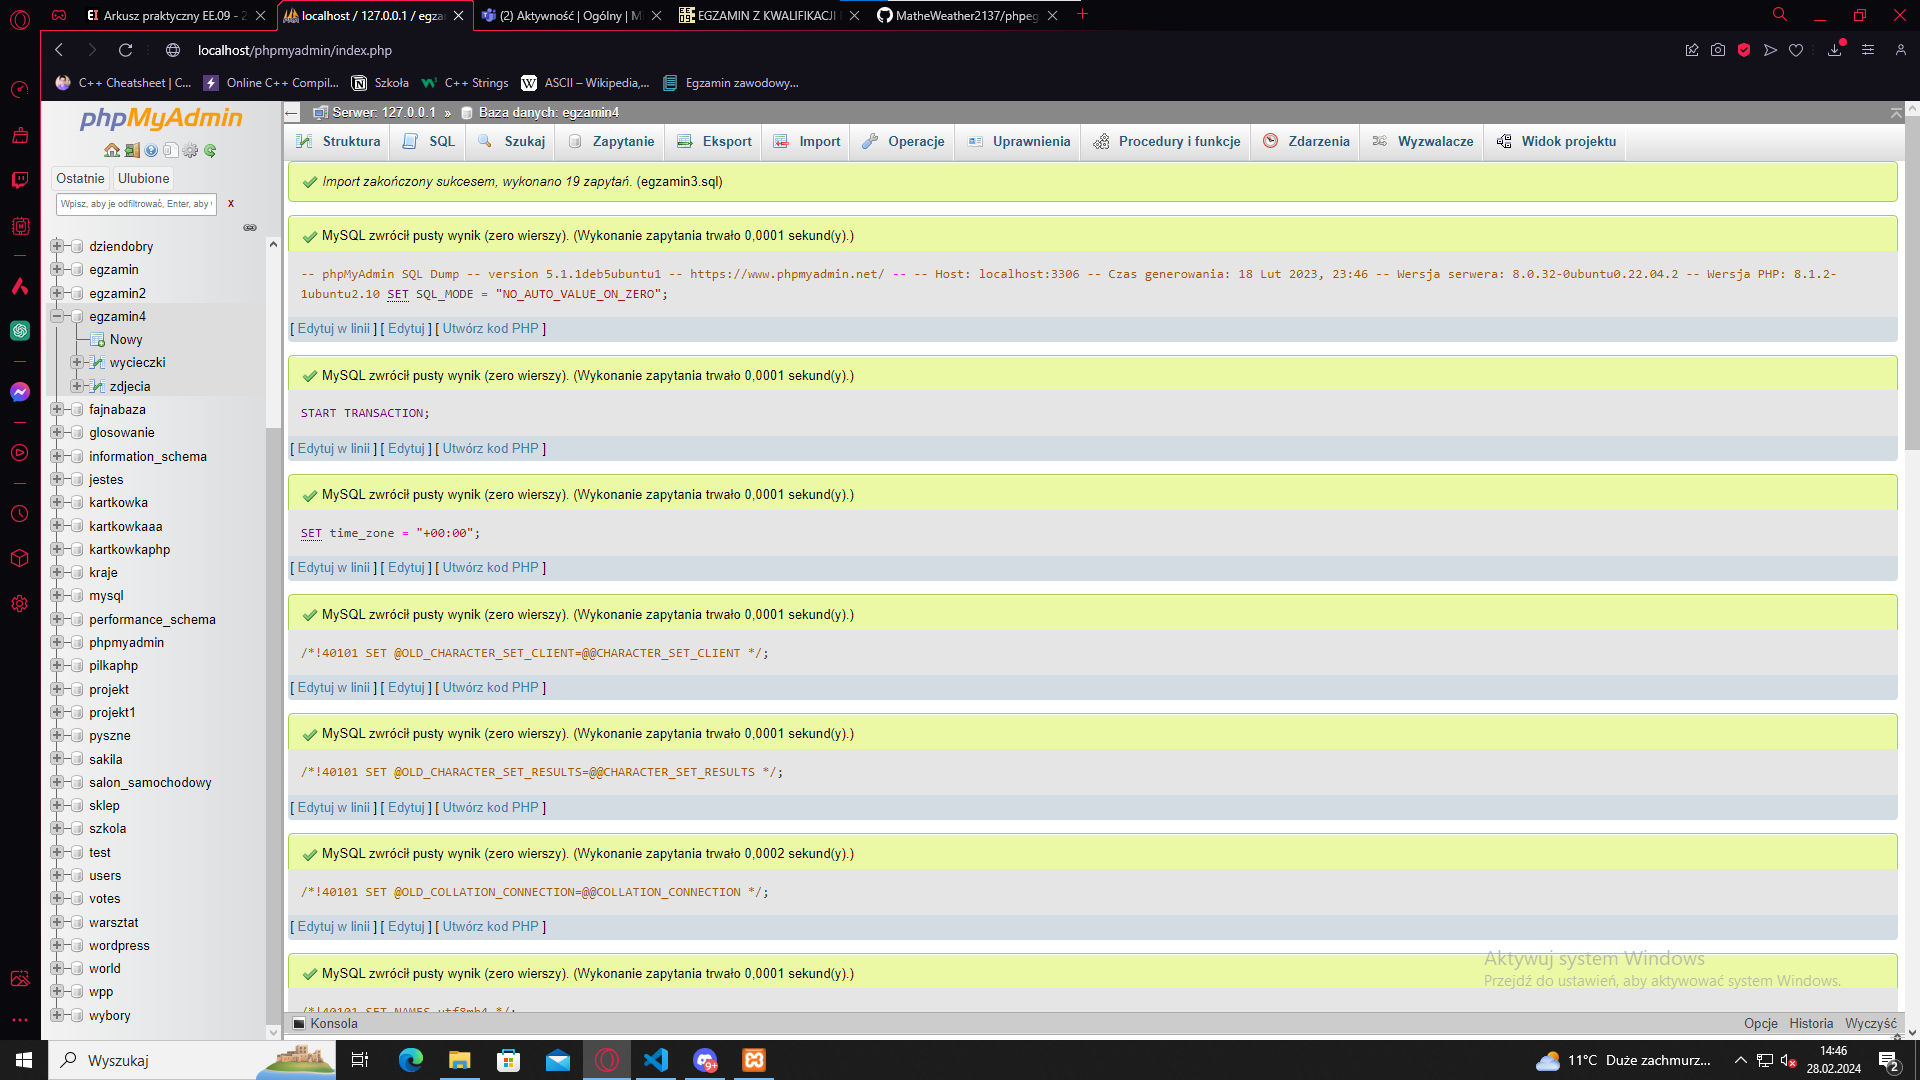 Arkusz praktyczny EE.09 - 2
localhost / 127.0.0.1 / egza
(2) Aktywność | Ogólny | M
EGZAMIN Z KWALIFIKACJI
MatheWeather2137/phpeg
localhost/phpmyadmin/index.php
C++ Cheatsheet | C...
Online C++ Compil...
Szkoła
C++ Strings
ASCII – Wikipedia,...
Egzamin zawodowy...
phpMyAdmin
Ostatnie
Ulubione
Wpisz, aby je odfiltrować, Enter, aby
X
dziendobry
egzamin
egzamin2
egzamin4
Nowy
wycieczki
zdjecia
fajnabaza
glosowanie
information_schema
jestes
kartkowka
kartkowkaaa
kartkowkaphp
kraje
mysql
performance_schema
phpmyadmin
pilkaphp
projekt
projekt1
pyszne
sakila
salon_samochodowy
sklep
szkola
test
users
votes
warsztat
wordpress
world
wpp
wybory
Serwer: 127.0.0.1 » Baza danych: egzamin4
Struktura
SQL
Szukaj
Zapytanie
Eksport
Import
Operacje
Uprawnienia
Procedury i funkcje
Zdarzenia
Wyzwalacze
Widok projektu
Import zakończony sukcesem, wykonano 19 zapytań. (egzamin3.sql)
MySQL zwrócił pusty wynik (zero wierszy). (Wykonanie zapytania trwało 0,0001 sekund(y).)
-- phpMyAdmin SQL Dump -- version 5.1.1deb5ubuntu1 -- https://www.phpmyadmin.net/ -- -- Host: localhost:3306 -- Czas generowania: 18 Lut 2023, 23:46 -- Wersja serwera: 8.0.32-0ubuntu0.22.04.2 -- Wersja PHP: 8.1.2-
1ubuntu2.10 SET SQL_MODE = "NO_AUTO_VALUE_ON_ZERO";
[ Edytuj w linii ] [ Edytuj ] [ Utwórz kod PHP ]
MySQL zwrócił pusty wynik (zero wierszy). (Wykonanie zapytania trwało 0,0001 sekund(y).)
START TRANSACTION;
[ Edytuj w linii ] [ Edytuj ] [ Utwórz kod PHP ]
MySQL zwrócił pusty wynik (zero wierszy). (Wykonanie zapytania trwało 0,0001 sekund(y).)
SET time_zone = "+00:00";
[ Edytuj w linii ] [ Edytuj ] [ Utwórz kod PHP ]
MySQL zwrócił pusty wynik (zero wierszy). (Wykonanie zapytania trwało 0,0001 sekund(y).)
/*!40101 SET @OLD_CHARACTER_SET_CLIENT=@@CHARACTER_SET_CLIENT */;
[ Edytuj w linii ] [ Edytuj ] [ Utwórz kod PHP ]
MySQL zwrócił pusty wynik (zero wierszy). (Wykonanie zapytania trwało 0,0001 sekund(y).)
/*!40101 SET @OLD_CHARACTER_SET_RESULTS=@@CHARACTER_SET_RESULTS */;
[ Edytuj w linii ] [ Edytuj ] [ Utwórz kod PHP ]
MySQL zwrócił pusty wynik (zero wierszy). (Wykonanie zapytania trwało 0,0002 sekund(y).)
/*!40101 SET @OLD_COLLATION_CONNECTION=@@COLLATION_CONNECTION */;
[ Edytuj w linii ] [ Edytuj ] [ Utwórz kod PHP ]
MySQL zwrócił pusty wynik (zero wierszy). (Wykonanie zapytania trwało 0,0001 sekund(y).)
/*!40101 SET NAMES utf8mb4 */;
Aktywuj system Windows
Przejdź do ustawień, aby aktywować system Windows.
Konsola
Opcje
Historia
Wyczyść
Wyszukaj
9+
11°C Duże zachmurz...
14:46
28.02.2024
2